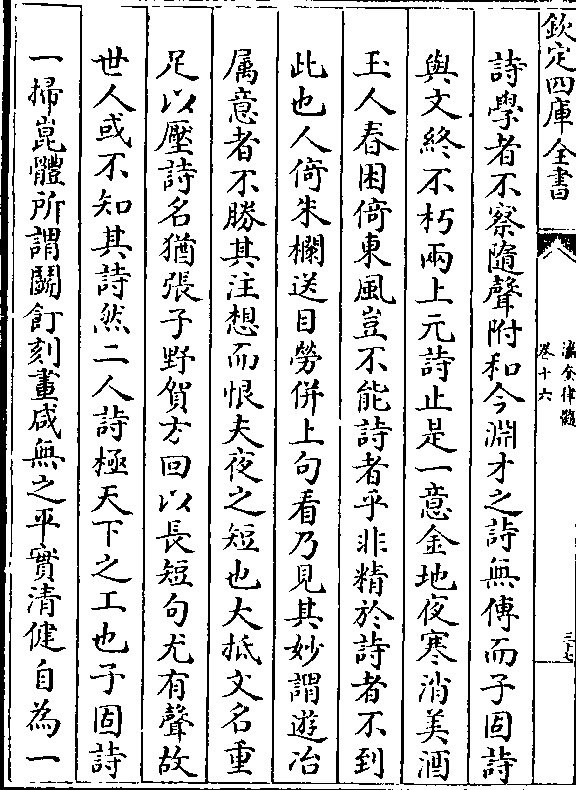 欽定四庫全書
瀛奎律髓
卷十六
三十七
詩學者不察隨聲附和今淵才之詩無傳而子固詩
與文終不朽兩上元詩止是一意金地夜寒消美酒
玉人春困倚東風豈不能詩者乎非精於詩者不到
此也人倚朱欄送目勞併上句看乃見其妙謂遊冶
属意者不勝其注想而恨夫夜之短也大抵文名重
足以壓詩名猶張子野賀方回以長短句尤有聲故
世人或不知其詩然二人詩極天下之工也子固詩
一掃崑體所謂鬭飣刻畫咸無之平實清健自為一